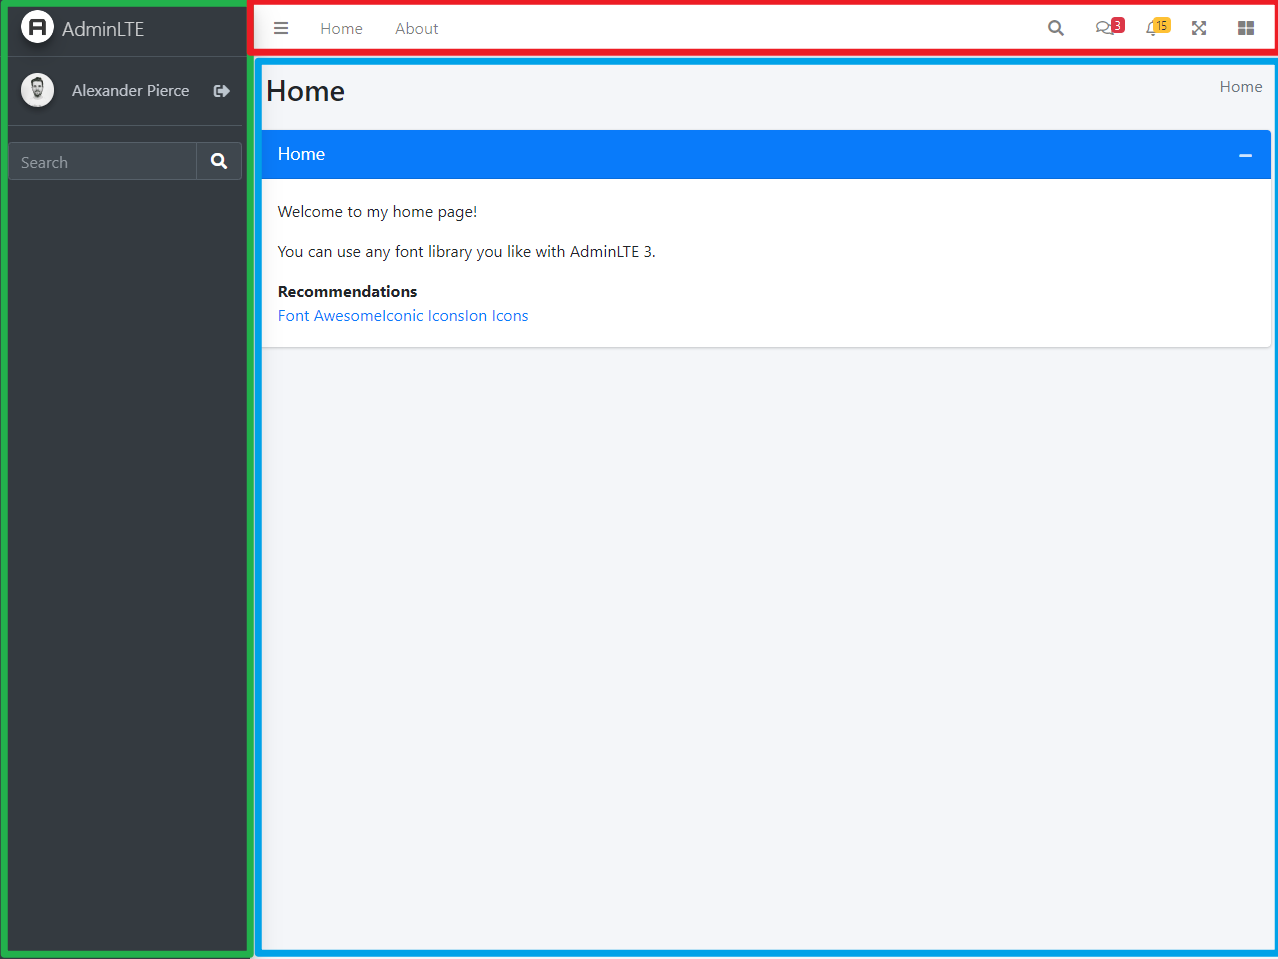 AdminLTE
Alexander Pierce
Search
Home About 3 15
Home
Home
Home
Welcome to my home page!
You can use any font library you like with AdminLTE 3.
Recommendations
Font AwesomeIconic IconsIon Icons